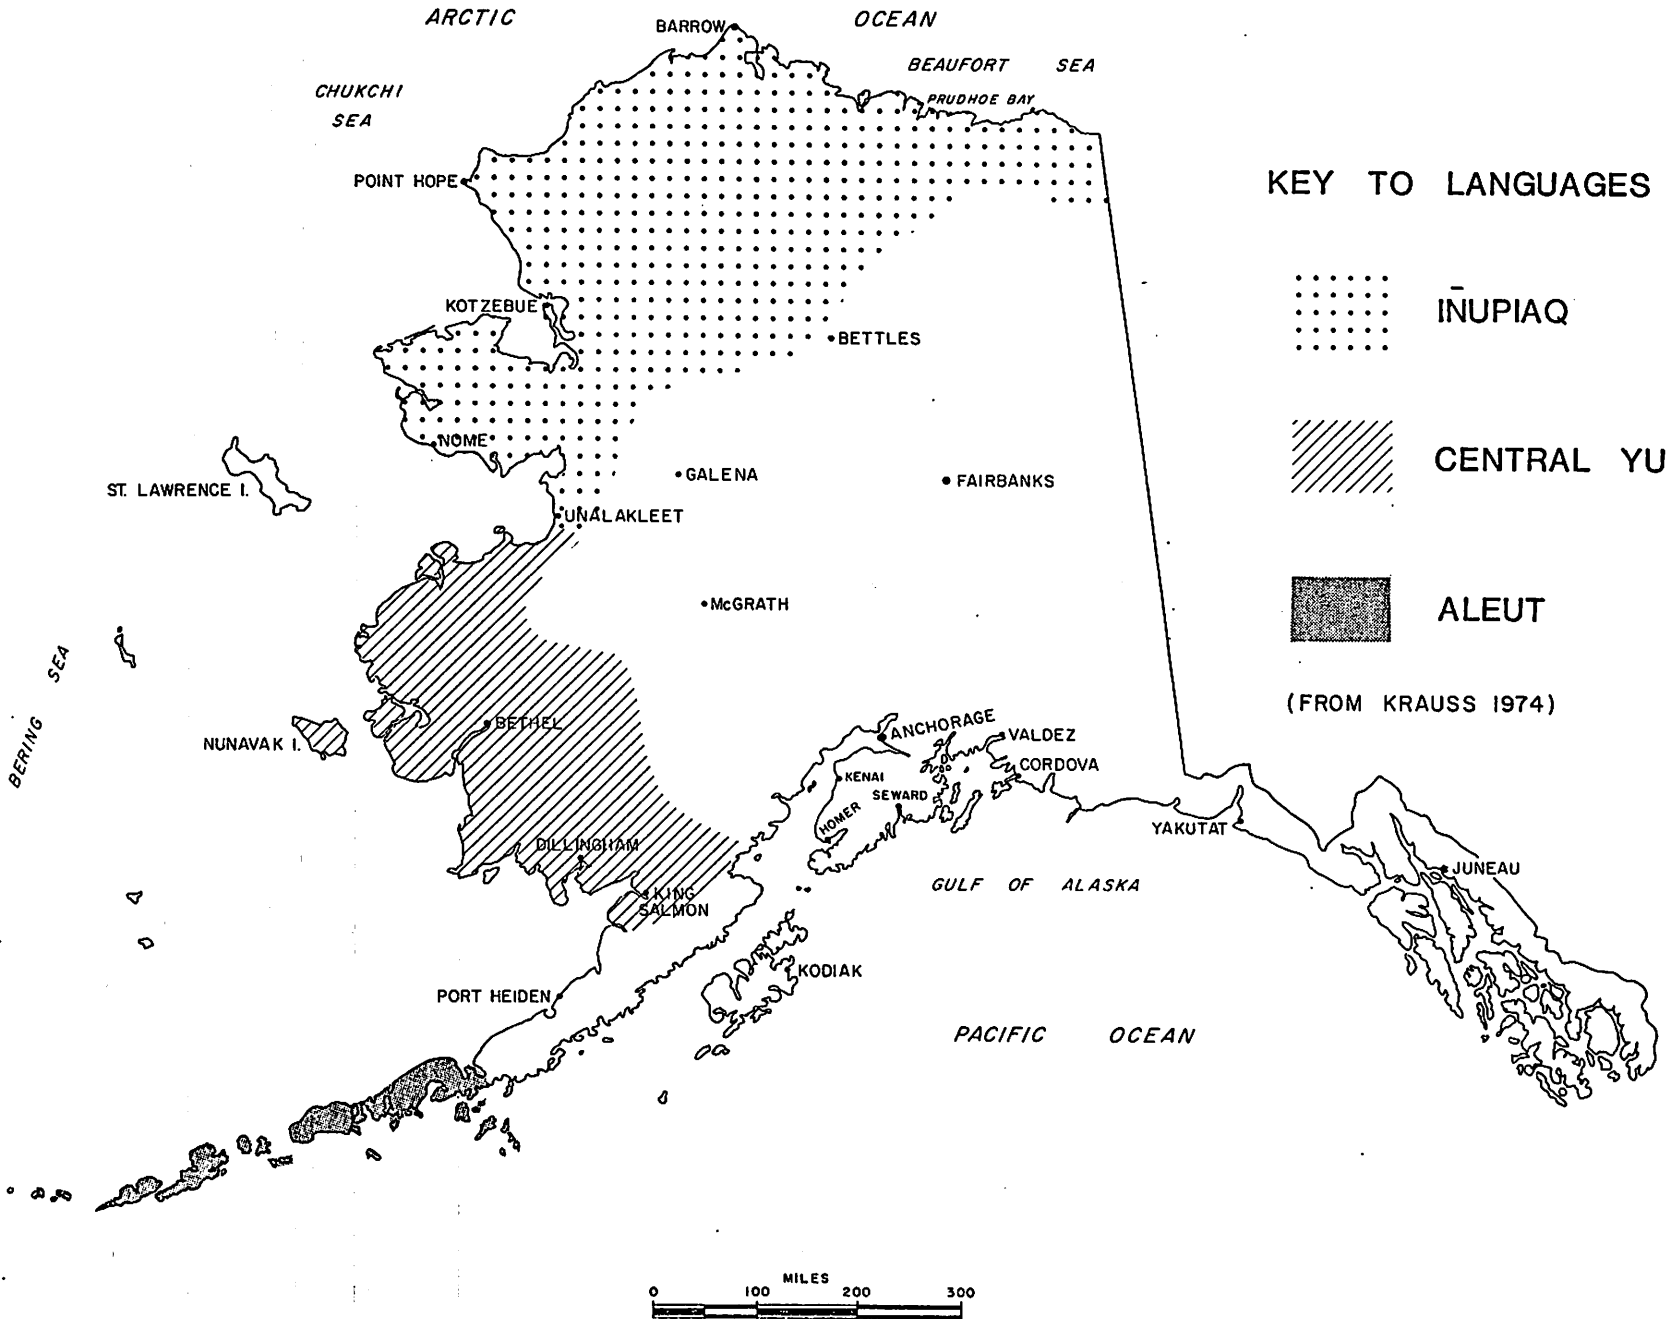 ARCTIC OCEAN
BARROW
BEAUFORT SEA
CHUKCHI
SEA
PRUDHOE BAY
POINT HOPE
KEY TO LANGUAGES
KOTZEBUE
IÑUPIAQ
BETTLES
NOME
CENTRAL YU
GALENA
FAIRBANKS
ST. LAWRENCE I.
UNALAKLEET
McGRATH
ALEUT
(FROM KRAUSS 1974)
BERING SEA
BETHEL
NUNAVAK I.
ANCHORAGE
VALDEZ
CORDOVA
KENAI
SEWARD
HOMER
YAKUTAT
DILLINGHAM
JUNEAU
KING
SALMON
GULF OF ALASKA
KODIAK
PORT HEIDEN
PACIFIC OCEAN
MILES
0 100 200 300